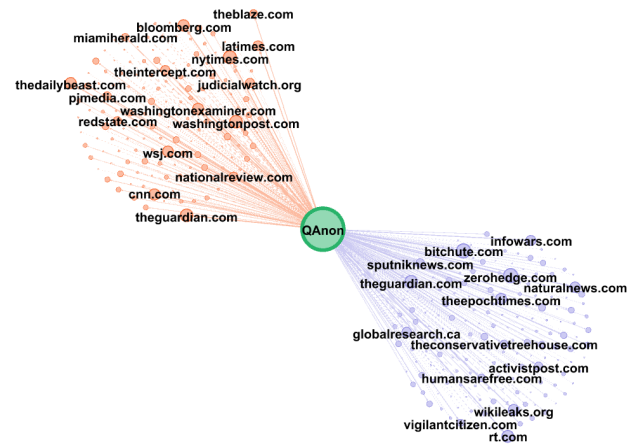 theblaze.com
bloomberg.com
miamiherald.com
latimes.com
nytimes.com
theintercept.com
thedailybeast.com
judicialwatch.org
pjmedia.com
washingtonexaminer.com
redstate.com
washingtonpost.com
wsj.com
nationalreview.com
cnn.com
theguardian.com
QAnon
infowars.com
bitchute.com
sputniknews.com
zerohedge.com
theguardian.com
naturalnews.com
theepochtimes.com
globalresearch.ca
theconservativetreehouse.com
activistpost.com
humansarefree.com
wikileaks.org
vigilantcitizen.com
rt.com